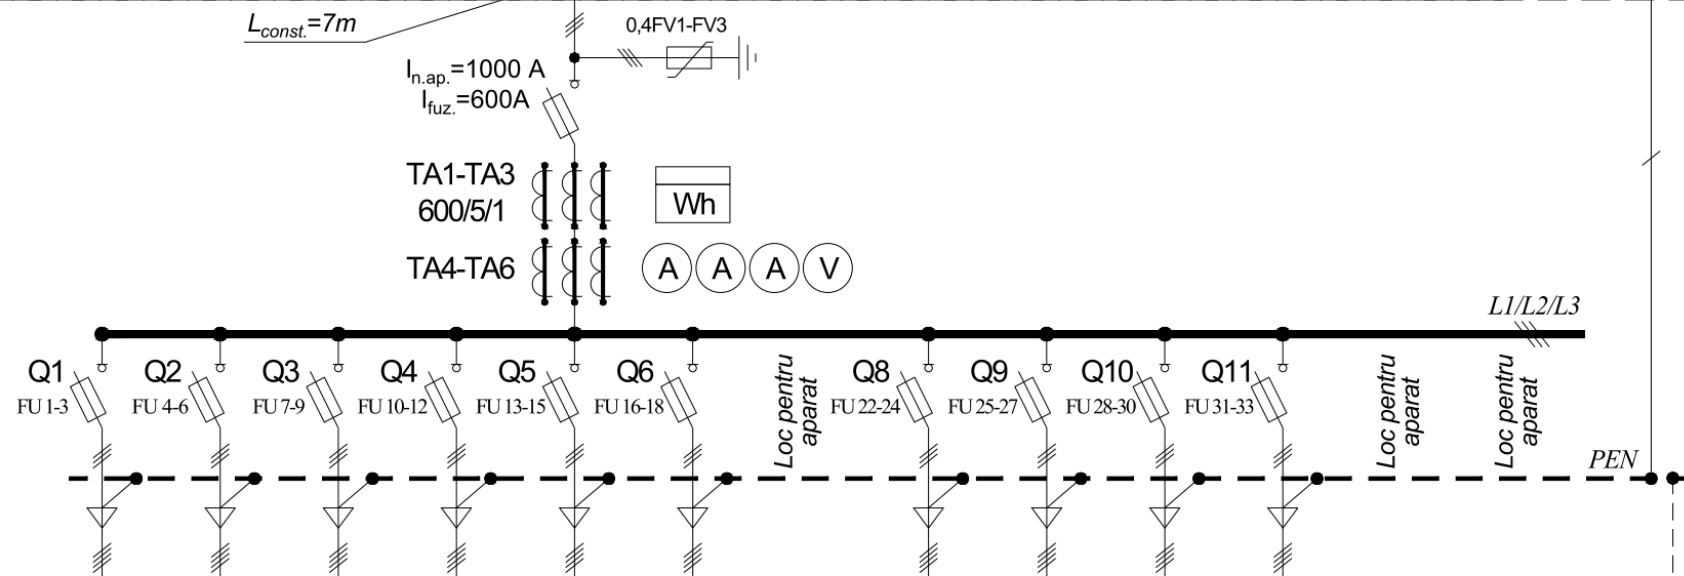 L const.=7m
0,4FV1-FV3
I n.ap.=1000 A
I fuz.=600A
TA1-TA3
600/5/1
Wh
TA4-TA6
A A A V
L1/L2/L3
Q1
FU 1-3
Q2
FU 4-6
Q3
FU 7-9
Q4
FU 10-12
Q5
FU 13-15
Q6
FU 16-18
Loc pentru
aparat
Q8
FU 22-24
Q9
FU 25-27
Q10
FU 28-30
Q11
FU 31-33
Loc pentru
aparat
Loc pentru
aparat
PEN